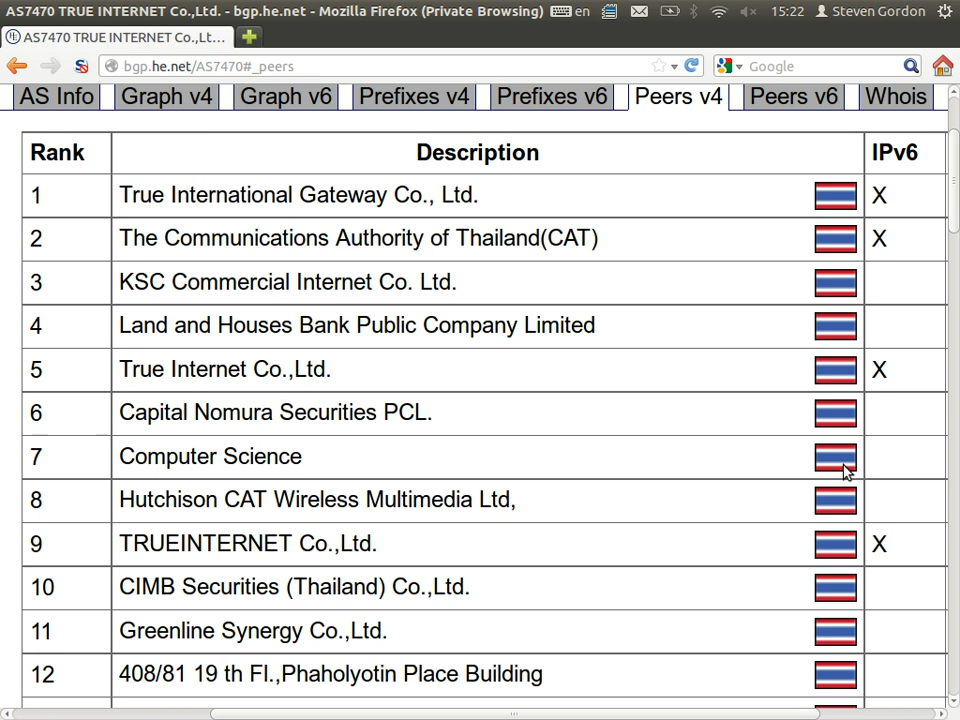 AS7470 TRUE INTERNET Co.,Ltd. - bgp.he.net - Mozilla Firefox (Private Browsing) en 15:22 Steven Gordon
AS7470 TRUE INTERNET Co.,Lt...
bgp.he.net/AS7470#_peers Google
AS Info Graph v4 Graph v6 Prefixes v4 Prefixes v6 Peers v4 Peers v6 Whois
Rank Description IPv6
1 True International Gateway Co., Ltd. X
2 The Communications Authority of Thailand(CAT) X
3 KSC Commercial Internet Co. Ltd.
4 Land and Houses Bank Public Company Limited
5 True Internet Co.,Ltd. X
6 Capital Nomura Securities PCL.
7 Computer Science
8 Hutchison CAT Wireless Multimedia Ltd,
9 TRUEINTERNET Co.,Ltd. X
10 CIMB Securities (Thailand) Co.,Ltd.
11 Greenline Synergy Co.,Ltd.
12 408/81 19 th Fl.,Phaholyotin Place Building